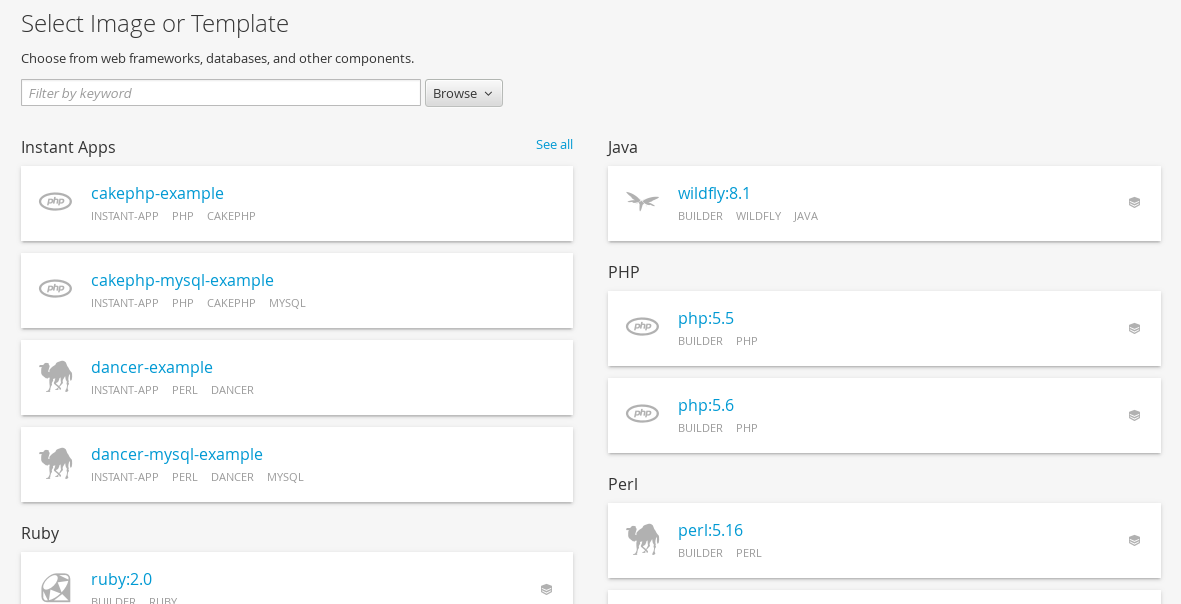 Select Image or Template
Choose from web frameworks, databases, and other components.
Filter by keyword
Browse
Instant Apps
See all
php
cakephp-example
INSTANT-APP PHP CAKEPHP
php
cakephp-mysql-example
INSTANT-APP PHP CAKEPHP MYSQL
dancer-example
INSTANT-APP PERL DANCER
dancer-mysql-example
INSTANT-APP PERL DANCER MYSQL
Ruby
ruby:2.0
BUILDER RUBY
Java
wildfly:8.1
BUILDER WILDFLY JAVA
PHP
php
php:5.5
BUILDER PHP
php
php:5.6
BUILDER PHP
Perl
perl:5.16
BUILDER PERL